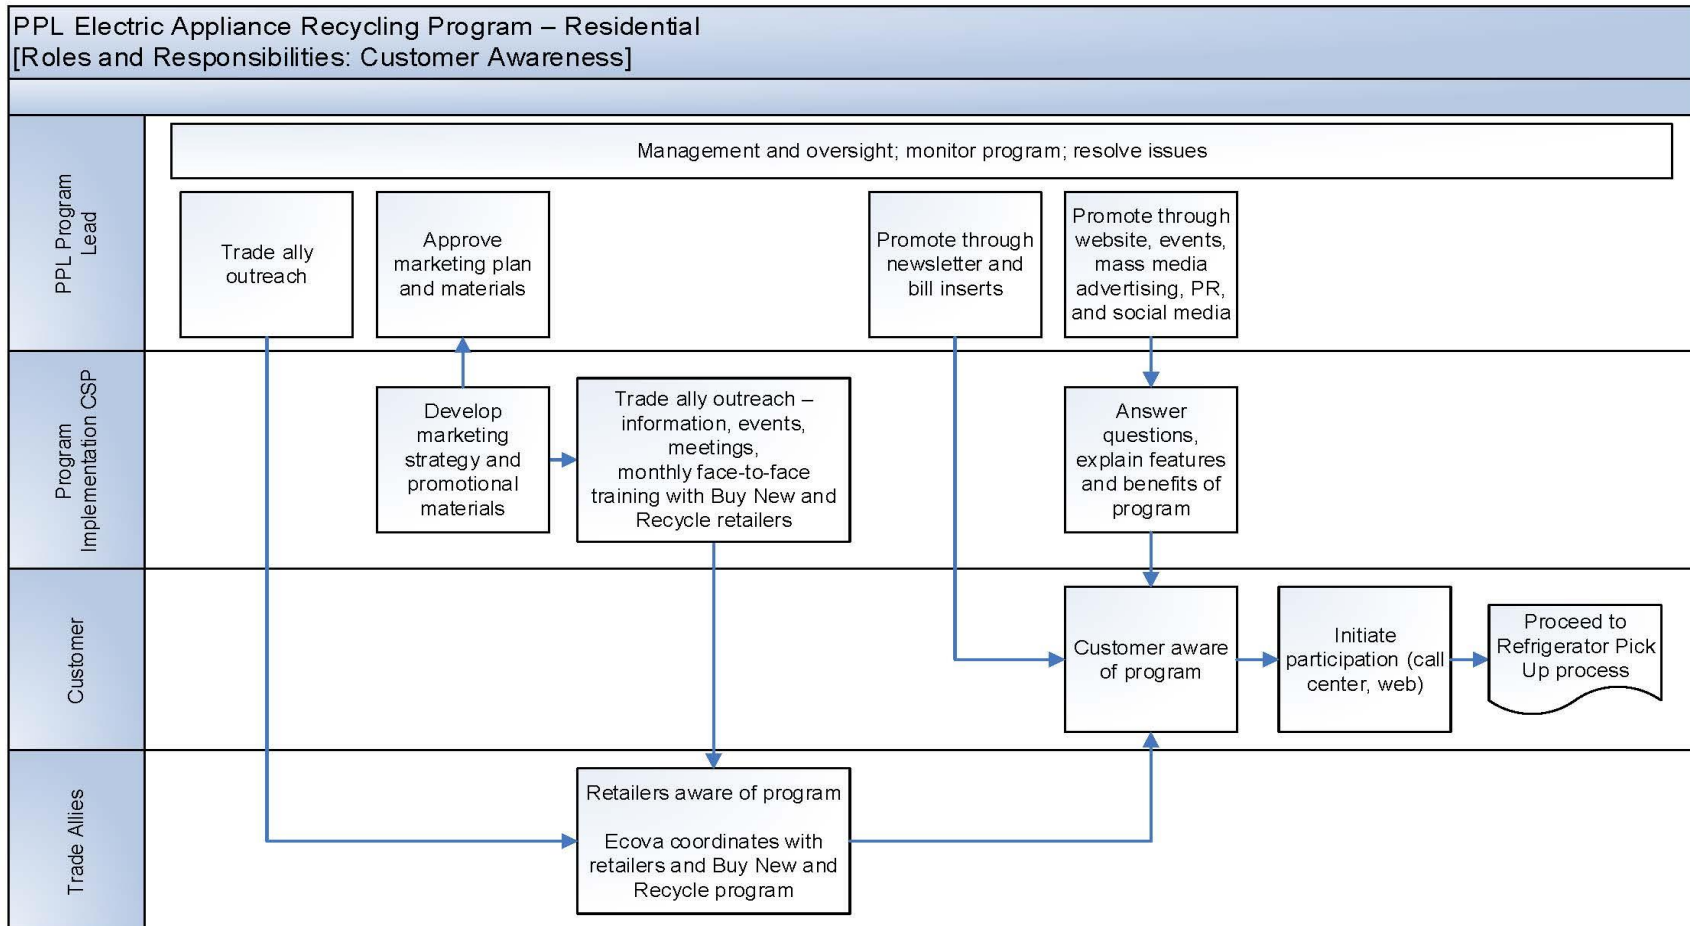 PPL Electric Appliance Recycling Program – Residential
[Roles and Responsibilities: Customer Awareness]
PPL Program
Lead
Management and oversight; monitor program; resolve issues
Trade ally
outreach
Approve
marketing plan
and materials
Promote through
newsletter and
bill inserts
Promote through
website, events,
mass media
advertising, PR,
and social media
Program
Implementation CSP
Develop
marketing
strategy and
promotional
materials
Trade ally outreach –
information, events,
meetings,
monthly face-to-face
training with Buy New and
Recycle retailers
Answer
questions,
explain features
and benefits of
program
Customer
Customer aware
of program
Initiate
participation (call
center, web)
Proceed to
Refrigerator Pick
Up process
Trade Allies
Retailers aware of program
Ecova coordinates with
retailers and Buy New and
Recycle program